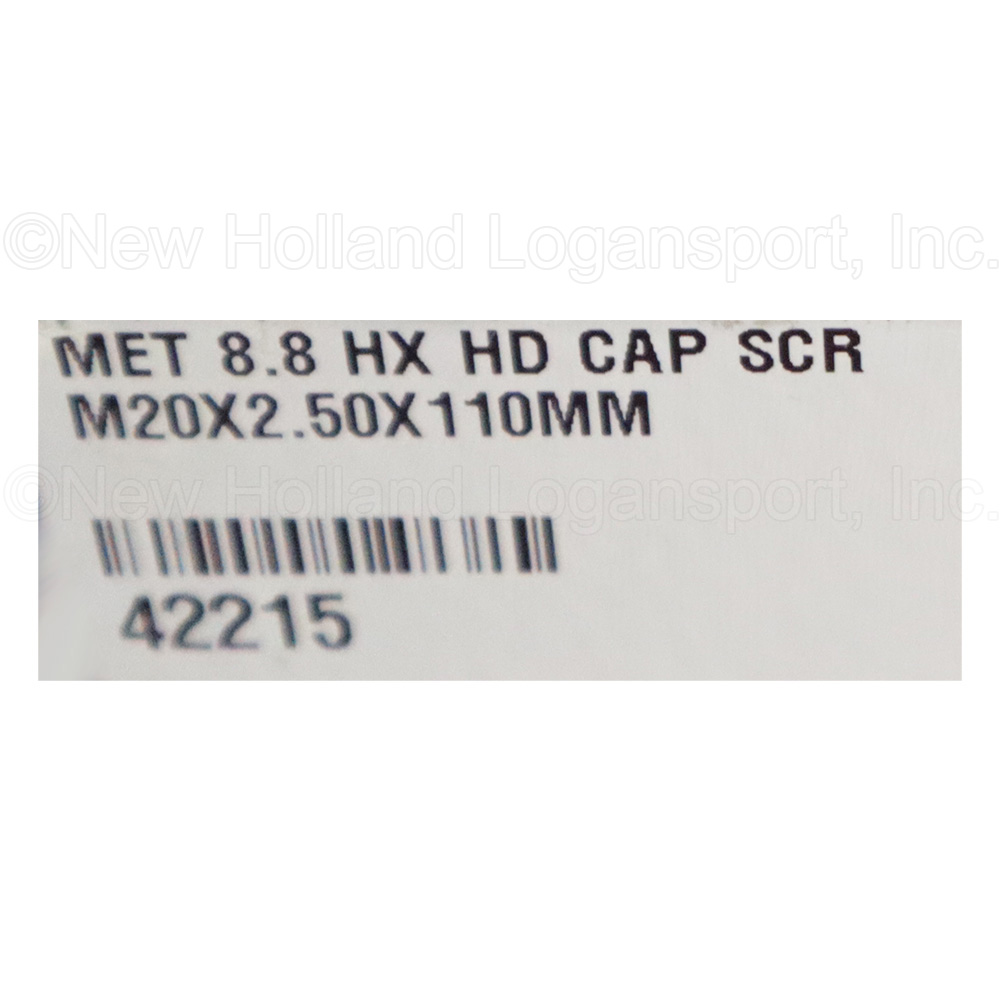 ©New Holland Logansport, Inc.
MET 8.8 HX HD CAP SCR
M20X2.50X110MM
©New Holland Logansport, Inc.
42215